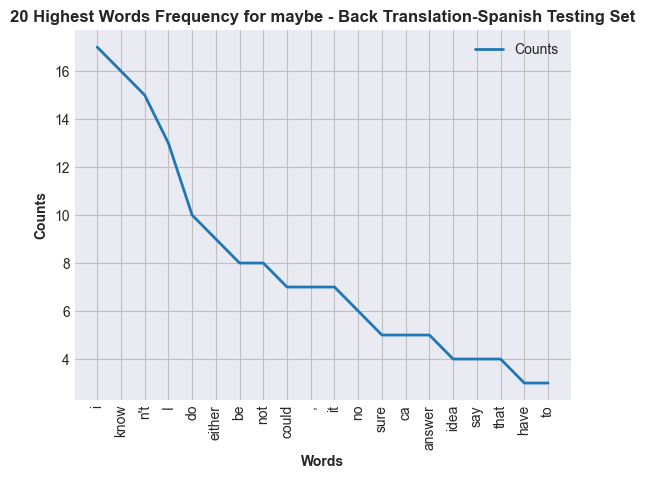 20 Highest Words Frequency for maybe - Back Translation-Spanish Testing Set
Counts
Counts
16
14
12
10
8
6
4
i
know
n't
I
do
either
be
not
could
,
it
no
sure
ca
answer
idea
say
that
have
to
Words